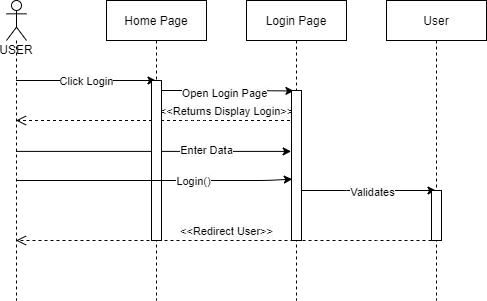 Home Page
Login Page
User
USER
Click Login
Open Login Page
<<Returns Display Login>>
Enter Data
Login()
Validates
<<Redirect User>>